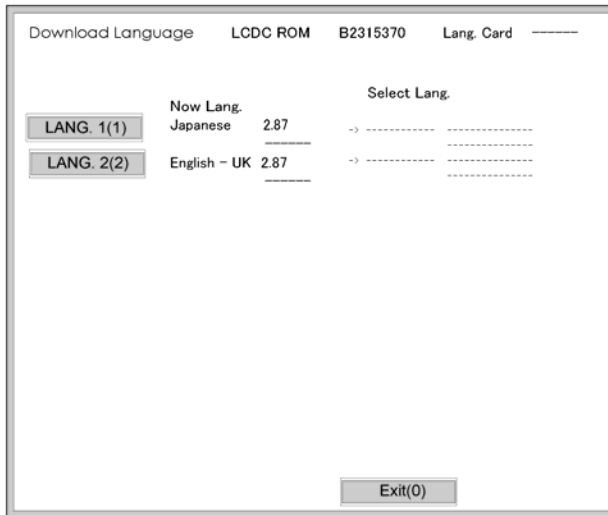 Download Language LCDC ROM B2315370 Lang. Card ------
Select Lang.
Now Lang.
LANG. 1(1) Japanese 2.87 -> ------------ ---------------
------ ---------------
LANG. 2(2) English - UK 2.87 -> ------------ ---------------
------ ---------------
Exit(0)